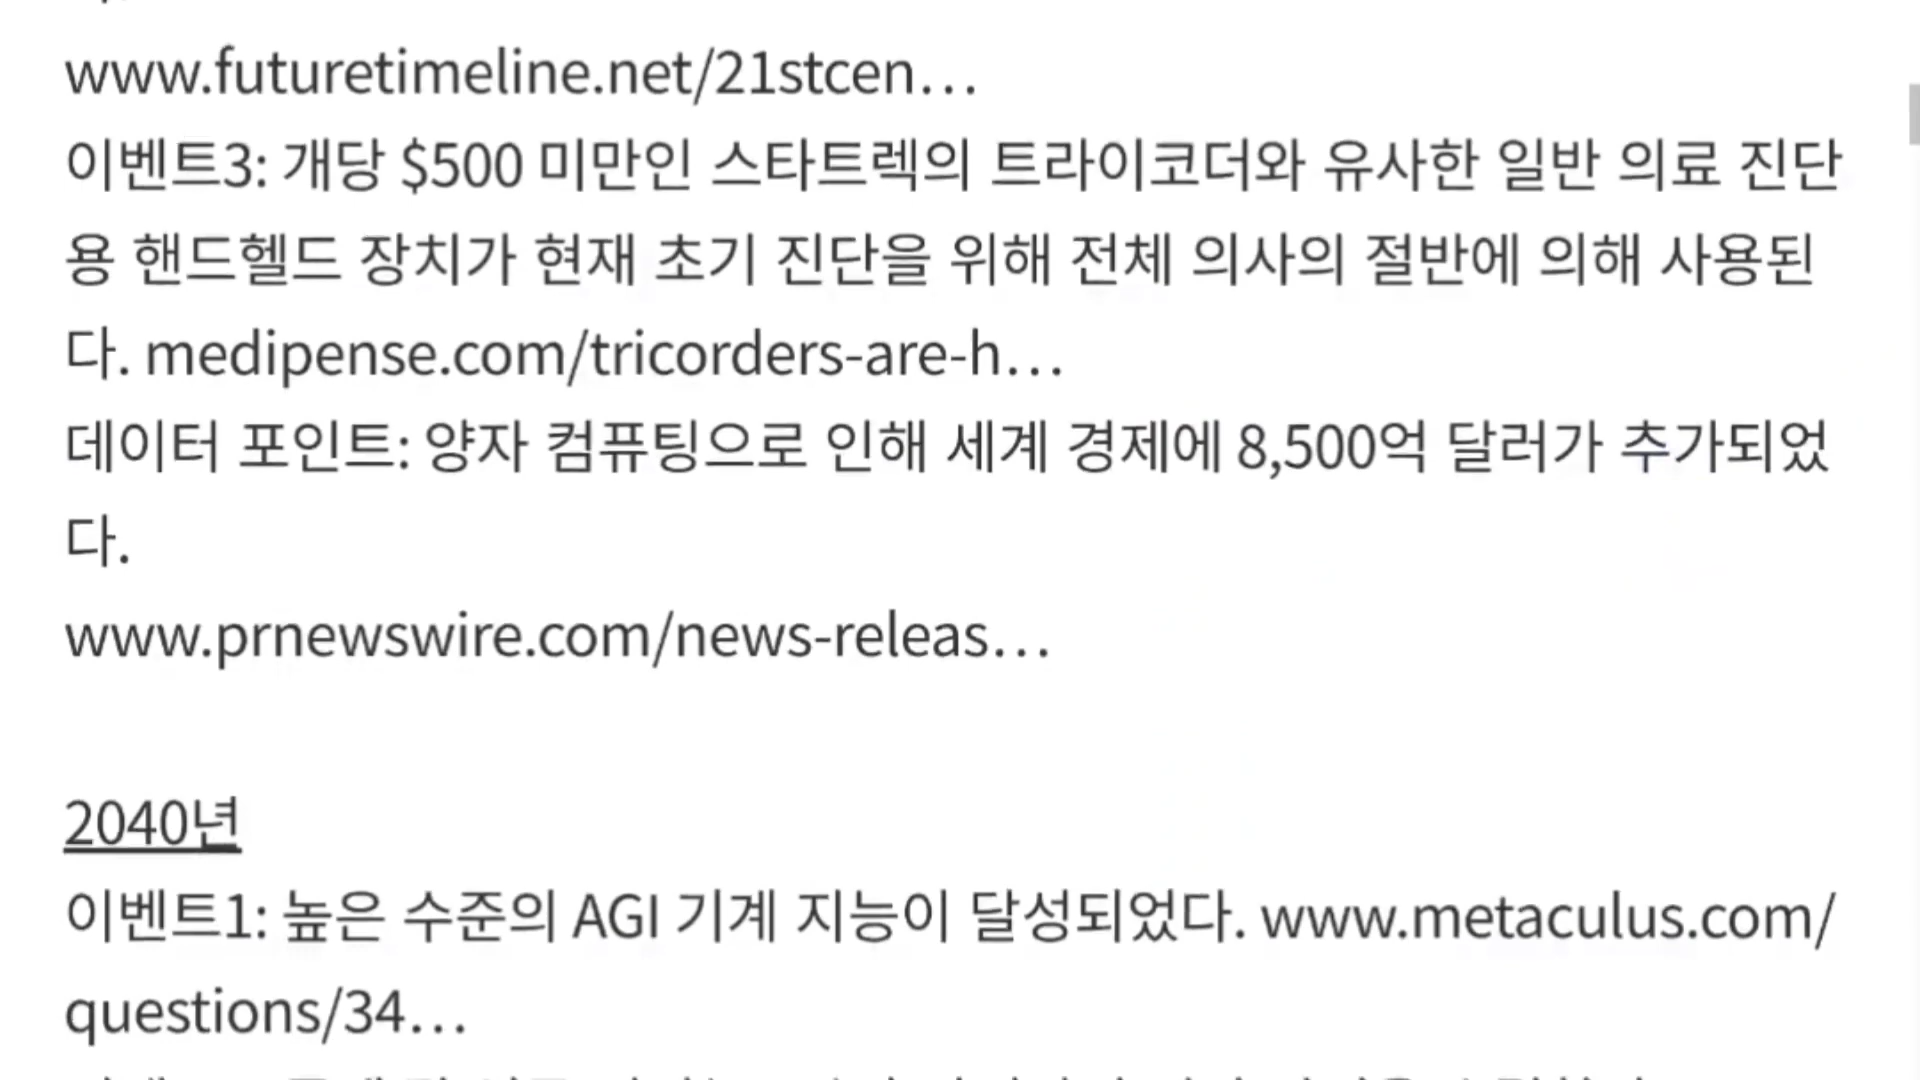 www.futuretimeline.net/21stcen…
이벤트3: 개당 $500 미만인 스타트렉의 트라이코더와 유사한 일반 의료 진단
용 핸드헬드 장치가 현재 초기 진단을 위해 전체 의사의 절반에 의해 사용된
다. medipense.com/tricorders-are-h…
데이터 포인트: 양자 컴퓨팅으로 인해 세계 경제에 8,500억 달러가 추가되었
다.
www.prnewswire.com/news-releas…
2040년
이벤트1: 높은 수준의 AGI 기계 지능이 달성되었다. www.metaculus.com/
questions/34…